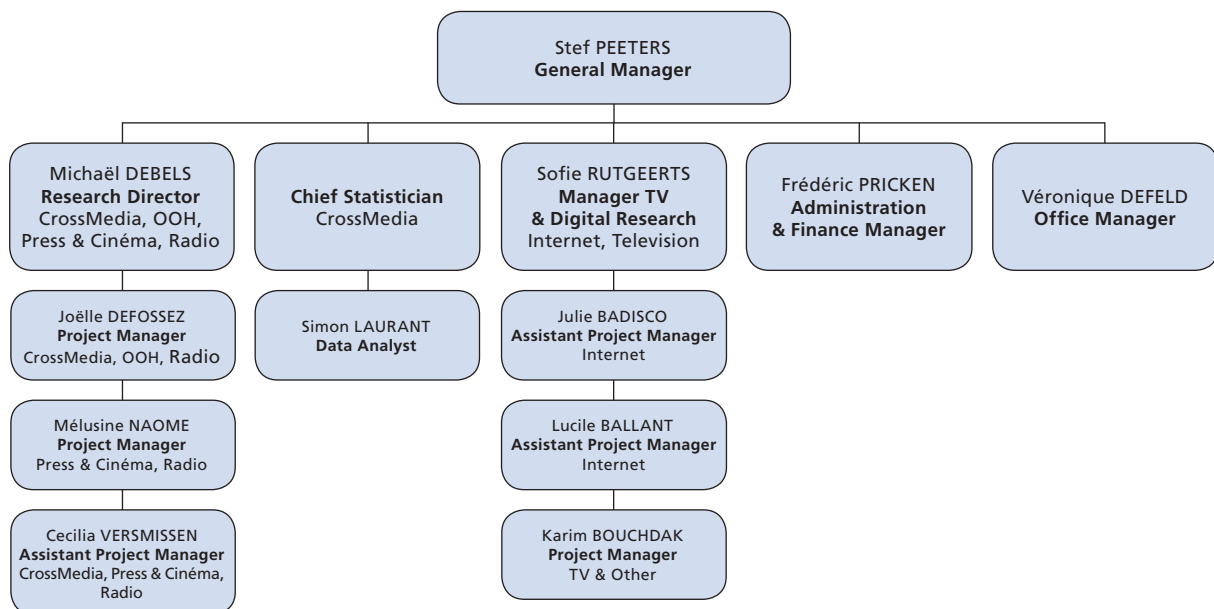 Stef PEETERS
General Manager
Michaël DEBELS
Research Director
CrossMedia, OOH,
Press & Cinéma, Radio
Chief Statistician
CrossMedia
Sofie RUTGEERTS
Manager TV
& Digital Research
Internet, Television
Frédéric PRICKEN
Administration
& Finance Manager
Véronique DEFELD
Office Manager
Joëlle DEFOSSEZ
Project Manager
CrossMedia, OOH, Radio
Simon LAURANT
Data Analyst
Julie BADISCO
Assistant Project Manager
Internet
Mélusine NAOME
Project Manager
Press & Cinéma, Radio
Lucile BALLANT
Assistant Project Manager
Internet
Cecilia VERSMISSEN
Assistant Project Manager
CrossMedia, Press & Cinéma,
Radio
Karim BOUCHDAK
Project Manager
TV & Other